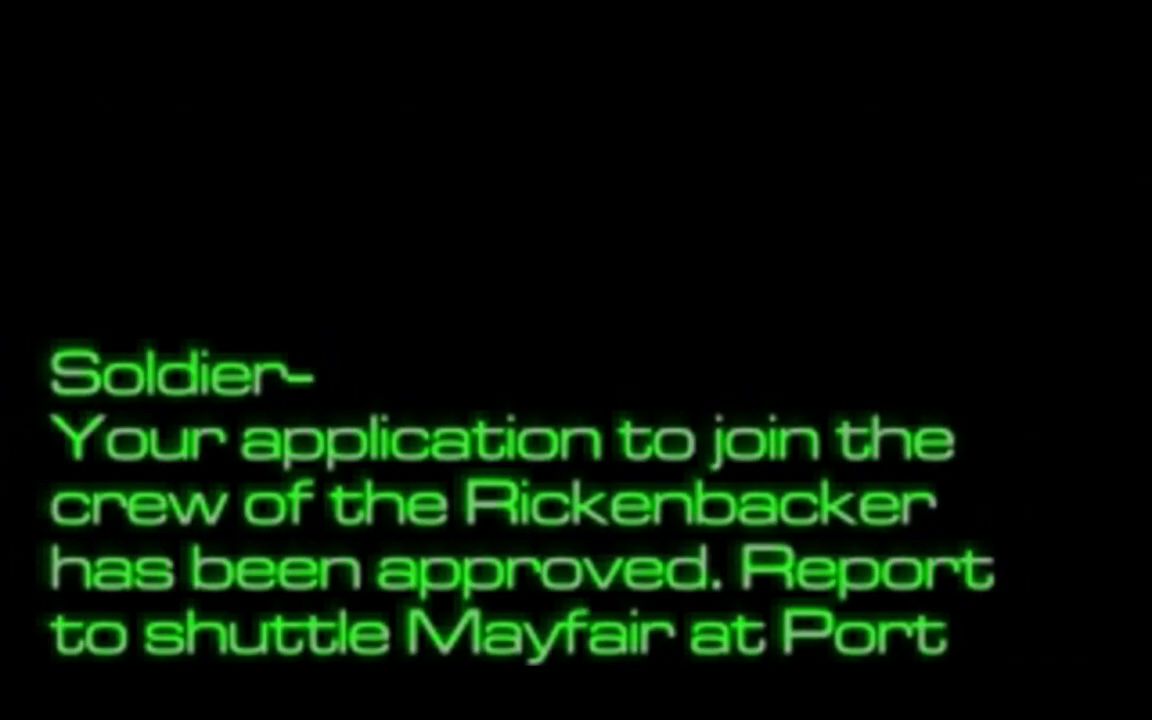 Soldier-
Your application to join the
crew of the Rickenbacker
has been approved. Report
to shuttle Mayfair at Port